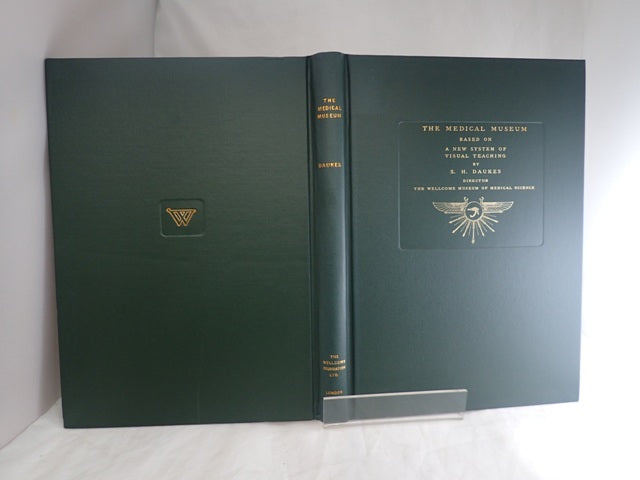 W
THE
MEDICAL
MUSEUM
DAUKES
THE
WELLCOME
FOUNDATION
LTD.
LONDON
THE MEDICAL MUSEUM
BASED ON
A NEW SYSTEM OF
VISUAL TEACHING
BY
S. H. DAUKES
DIRECTOR
THE WELLCOME MUSEUM OF MEDICAL SCIENCE